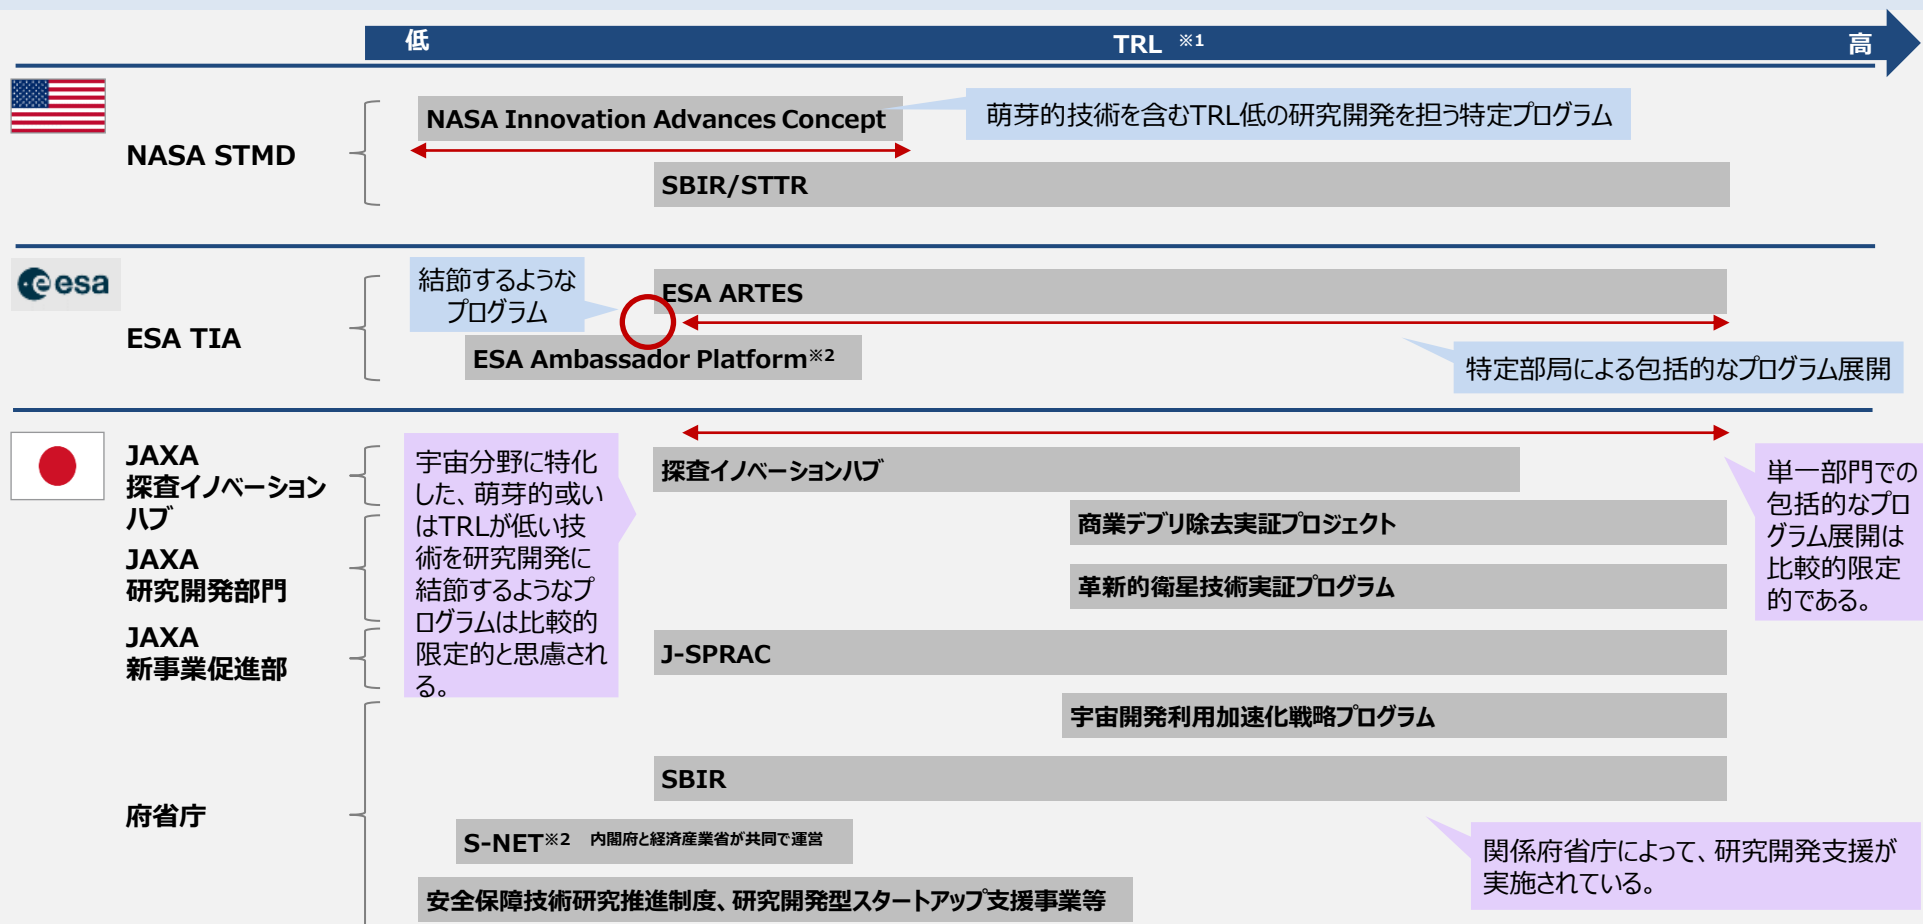 低
TRL ※1
高
NASA Innovation Advances Concept
萌芽的技術を含むTRL低の研究開発を担う特定プログラム
NASA STMD
SBIR/STTR
esa
結節するような
プログラム
ESA ARTES
ESA TIA
ESA Ambassador Platform※2
特定部局による包括的なプログラム展開
JAXA
探査イノベーション
ハブ
宇宙分野に特化
した、萌芽的或い
はTRLが低い技
術を研究開発に
結節するようなプ
ログラムは比較的
限定的と思慮され
る。
探査イノベーションハブ
単一部門での
包括的なプロ
グラム展開は
比較的限定
的である。
商業デブリ除去実証プロジェクト
JAXA
研究開発部門
革新的衛星技術実証プログラム
JAXA
新事業促進部
J-SPRAC
宇宙開発利用加速化戦略プログラム
SBIR
府省庁
S-NET※2 内閣府と経済産業省が共同で運営
関係府省庁によって、研究開発支援が
実施されている。
安全保障技術研究推進制度、研究開発型スタートアップ支援事業等